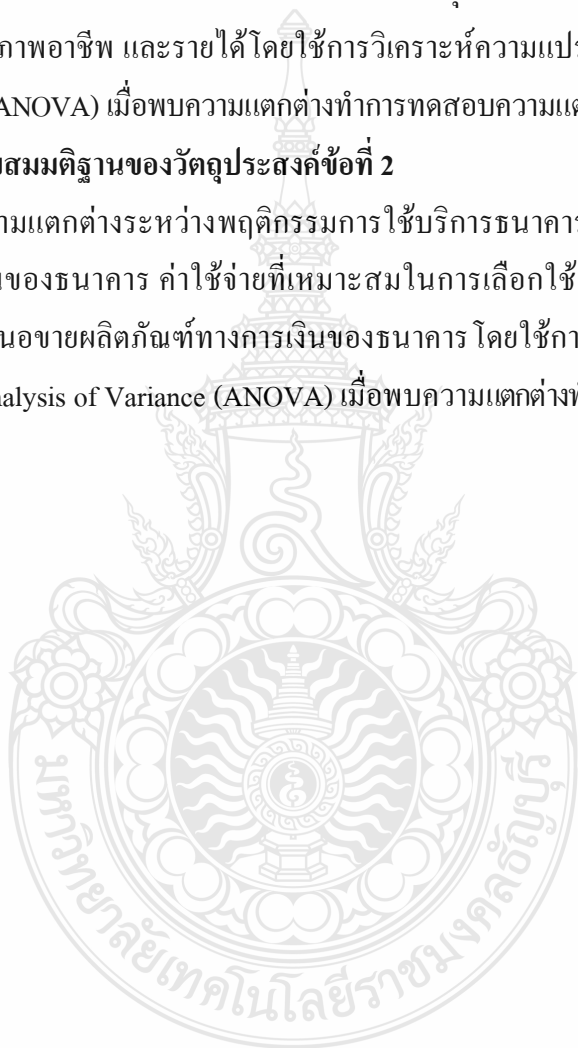 ภาพอาชีพ และรายได้โดยใช้การวิเคราะห์ความแปร
ANOVA) เมื่อพบความแตกต่างทำการทดสอบความแต
สมมติฐานของวัตถุประสงค์ข้อที่ 2
ามแตกต่างระหว่างพฤติกรรมการใช้บริการธนาคาร
ของธนาคาร ค่าใช้จ่ายที่เหมาะสมในการเลือกใช้
นอขายผลิตภัณฑ์ทางการเงินของธนาคาร โดยใช้กา
nalysis of Variance (ANOVA) เมื่อพบความแตกต่างท
มหาวิทยาลัยเทคโนโลยีราชมงคลธัญบุรี